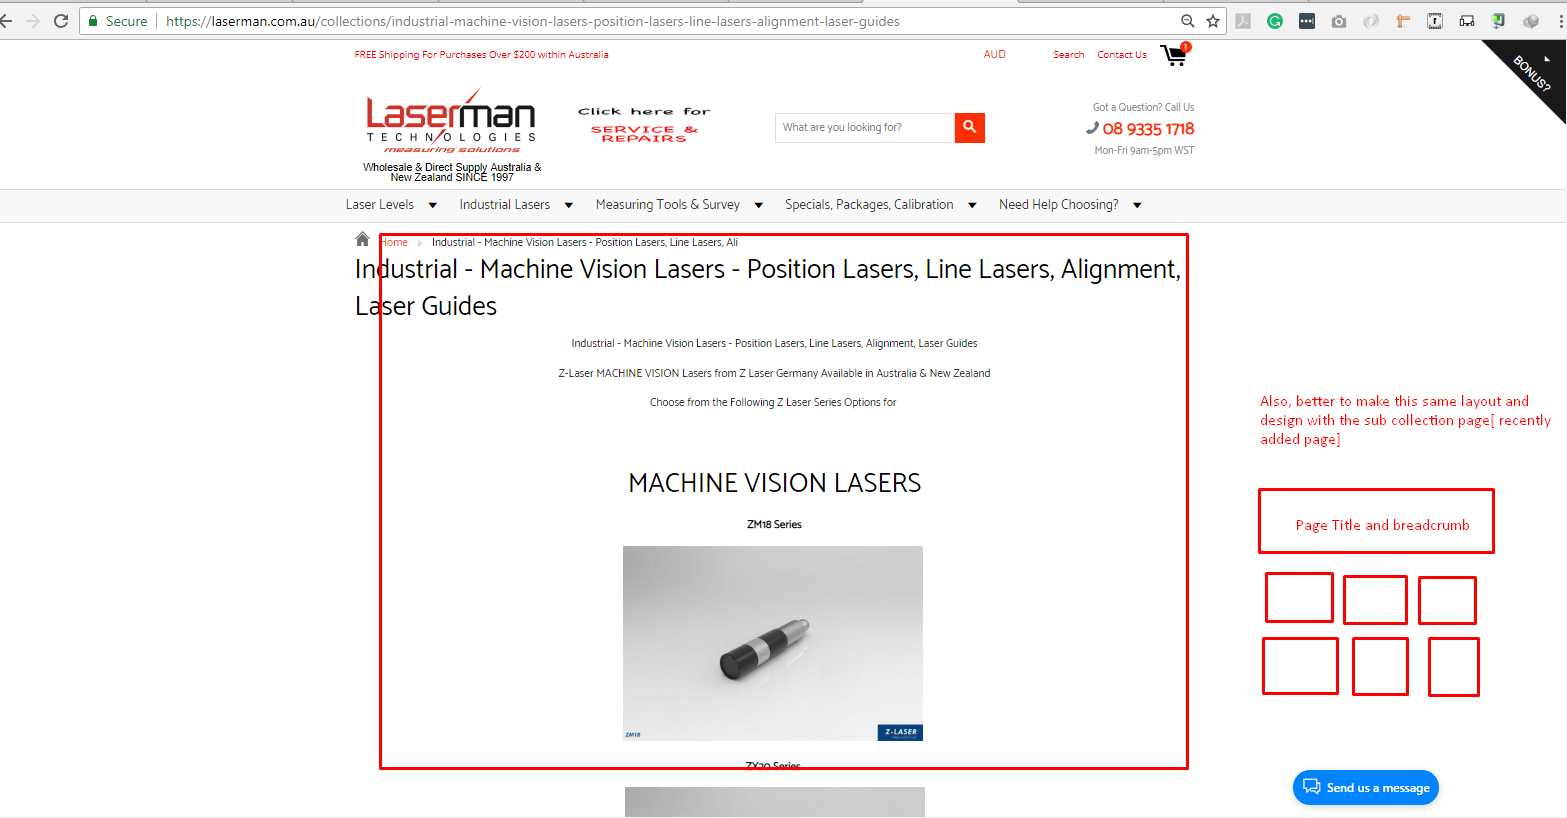 Secure
https://laserman.com.au/collections/industrial-machine-vision-lasers-position-lasers-line-lasers-alignment-laser-guides
FREE Shipping For Purchases Over $200 within Australia
AUD
Search
Contact Us
1
BONUS?
Laserman
TECHNOLOGIES
measuring solutions
Wholesale & Direct Supply Australia &
New Zealand SINCE 1997
Click here for
SERVICE &
REPAIRS
What are you looking for?
Got a Question? Call Us
08 9335 1718
Mon-Fri 9am-5pm WST
Laser Levels
Industrial Lasers
Measuring Tools & Survey
Specials, Packages, Calibration
Need Help Choosing?
Home
Industrial - Machine Vision Lasers - Position Lasers, Line Lasers, Ali
Industrial - Machine Vision Lasers - Position Lasers, Line Lasers, Alignment,
Laser Guides
Industrial - Machine Vision Lasers - Position Lasers, Line Lasers, Alignment, Laser Guides
Z-Laser MACHINE VISION Lasers from Z Laser Germany Available in Australia & New Zealand
Choose from the Following Z Laser Series Options for
MACHINE VISION LASERS
ZM18 Series
ZM18
Z-LASER
ZX20 Series
Also, better to make this same layout and
design with the sub collection page[ recently
added page]
Page Title and breadcrumb
Send us a message